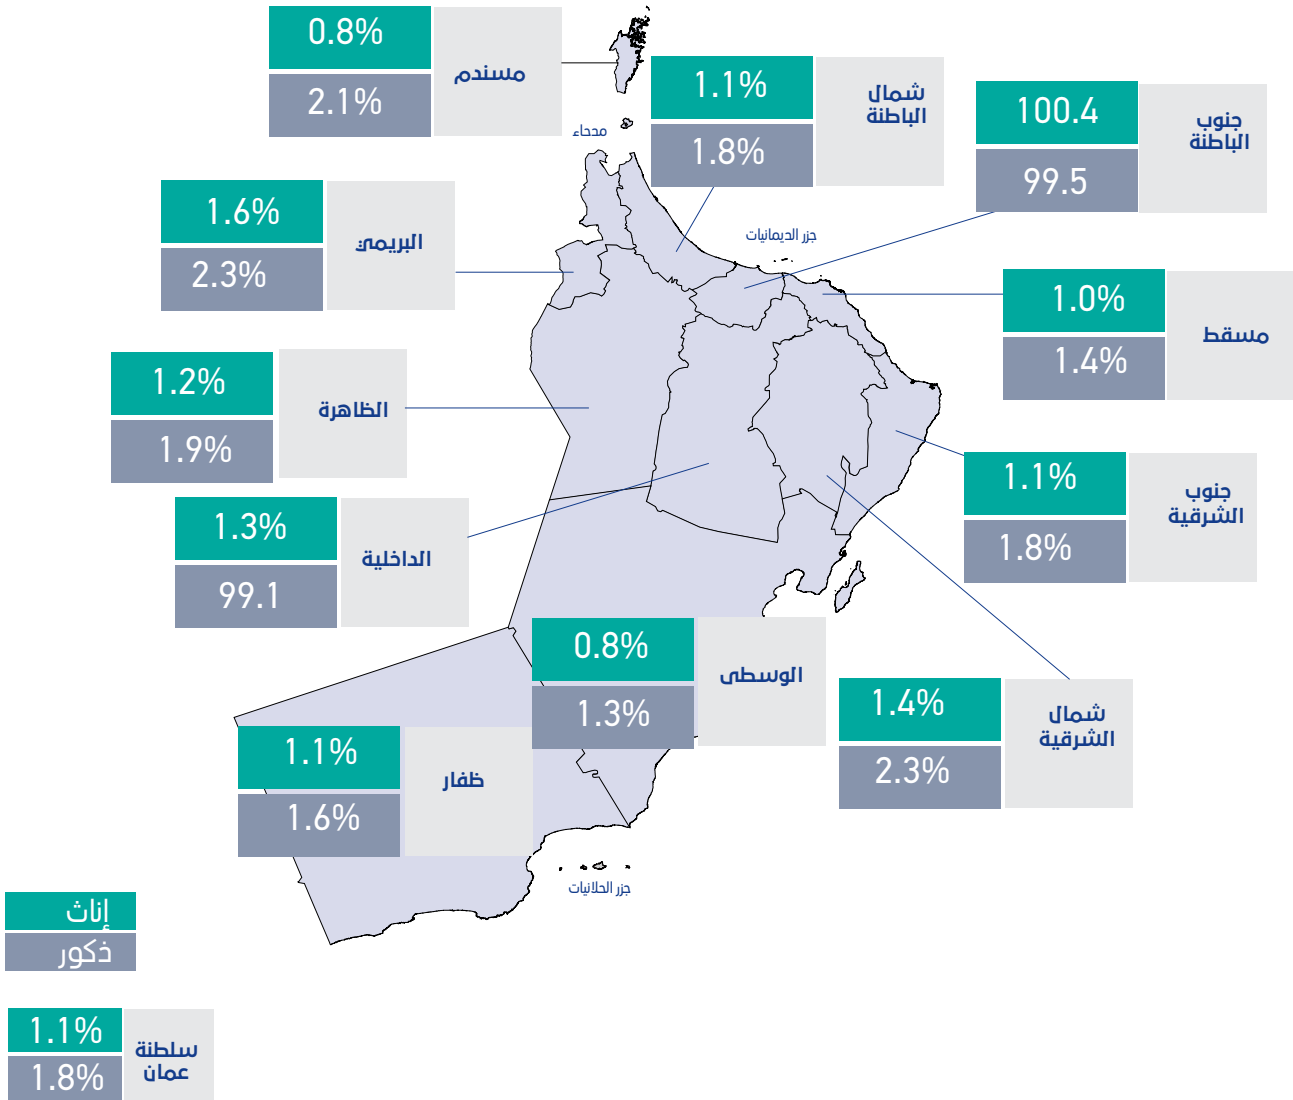 0.8%
2.1%
مسندم
مدحاء
1.1%
1.8%
شمال
الباطنة
100.4
99.5
جنوب
الباطنة
1.6%
2.3%
البريمي
جزر الديمانيات
1.0%
1.4%
مسقط
1.2%
1.9%
الظاهرة
1.1%
1.8%
جنوب
الشرقية
1.3%
99.1
الداخلية
0.8%
1.3%
الوسطى
1.4%
2.3%
شمال
الشرقية
1.1%
1.6%
ظفار
جزر الحلانيات
إناث
ذكور
1.1%
1.8%
سلطنة
عمان